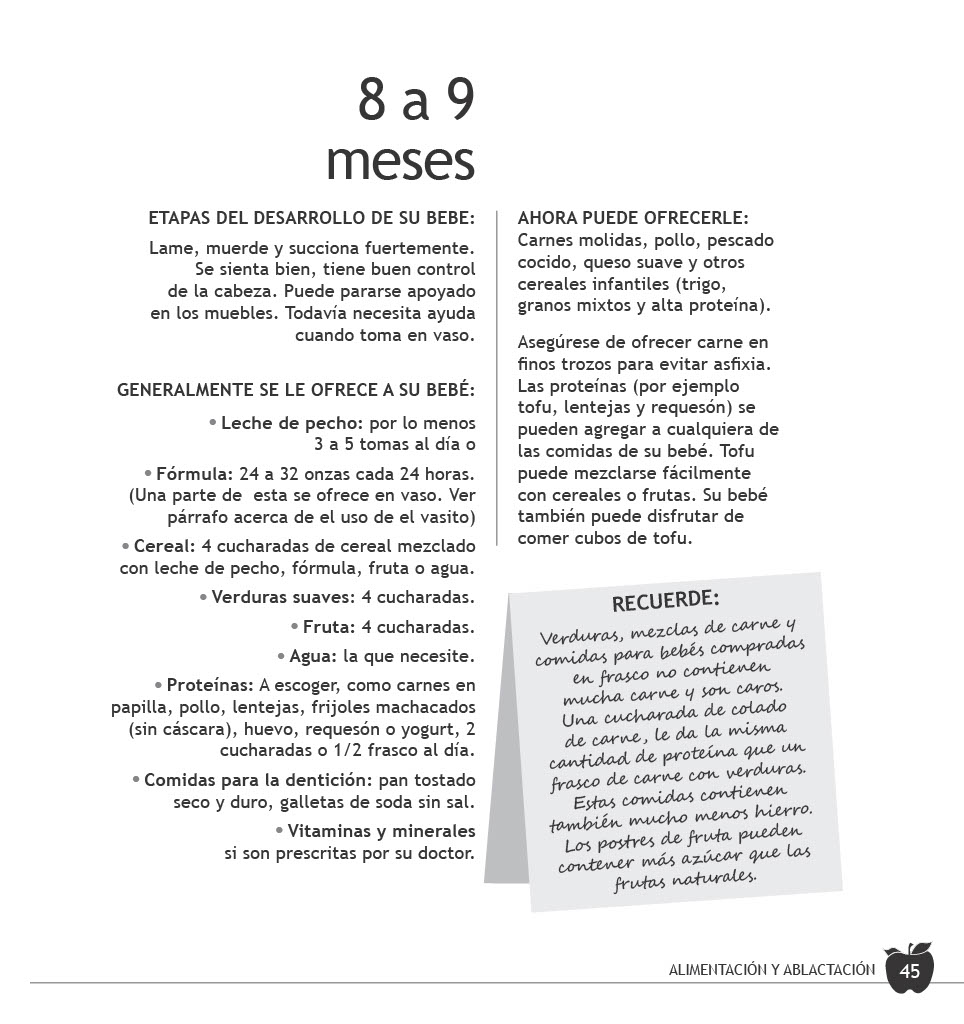 8 a 9
meses
ETAPAS DEL DESARROLLO DE SU BEBE:
Lame, muerde y succiona fuertemente.
Se sienta bien, tiene buen control
de la cabeza. Puede pararse apoyado
en los muebles. Todavía necesita ayuda
cuando toma en vaso.
GENERALMENTE SE LE OFRECE A SU BEBÉ:
• Leche de pecho: por lo menos
3 a 5 tomas al día o
• Fórmula: 24 a 32 onzas cada 24 horas.
(Una parte de  esta se ofrece en vaso. Ver
párrafo acerca de el uso de el vasito)
• Cereal: 4 cucharadas de cereal mezclado
con leche de pecho, fórmula, fruta o agua.
• Verduras suaves: 4 cucharadas.
• Fruta: 4 cucharadas.
• Agua: la que necesite.
• Proteínas: A escoger, como carnes en
papilla, pollo, lentejas, frijoles machacados
(sin cáscara), huevo, requesón o yogurt, 2
cucharadas o 1/2 frasco al día.
• Comidas para la dentición: pan tostado
seco y duro, galletas de soda sin sal.
• Vitaminas y minerales
si son prescritas por su doctor.
AHORA PUEDE OFRECERLE:
Carnes molidas, pollo, pescado
cocido, queso suave y otros
cereales infantiles (trigo,
granos mixtos y alta proteína).
Asegúrese de ofrecer carne en
finos trozos para evitar asfixia.
Las proteínas (por ejemplo
tofu, lentejas y requesón) se
pueden agregar a cualquiera de
las comidas de su bebé. Tofu
puede mezclarse fácilmente
con cereales o frutas. Su bebé
también puede disfrutar de
comer cubos de tofu.
RECUERDE:
Verduras, mezclas de carne y
comidas para bebés compradas
en frasco no contienen
mucha carne y son caros.
Una cucharada de colado
de carne, le da la misma
cantidad de proteína que un
frasco de carne con verduras.
Estas comidas contienen
también mucho menos hierro.
Los postres de fruta pueden
contener más azúcar que las
frutas naturales.
ALIMENTACIÓN Y ABLACTACIÓN 45